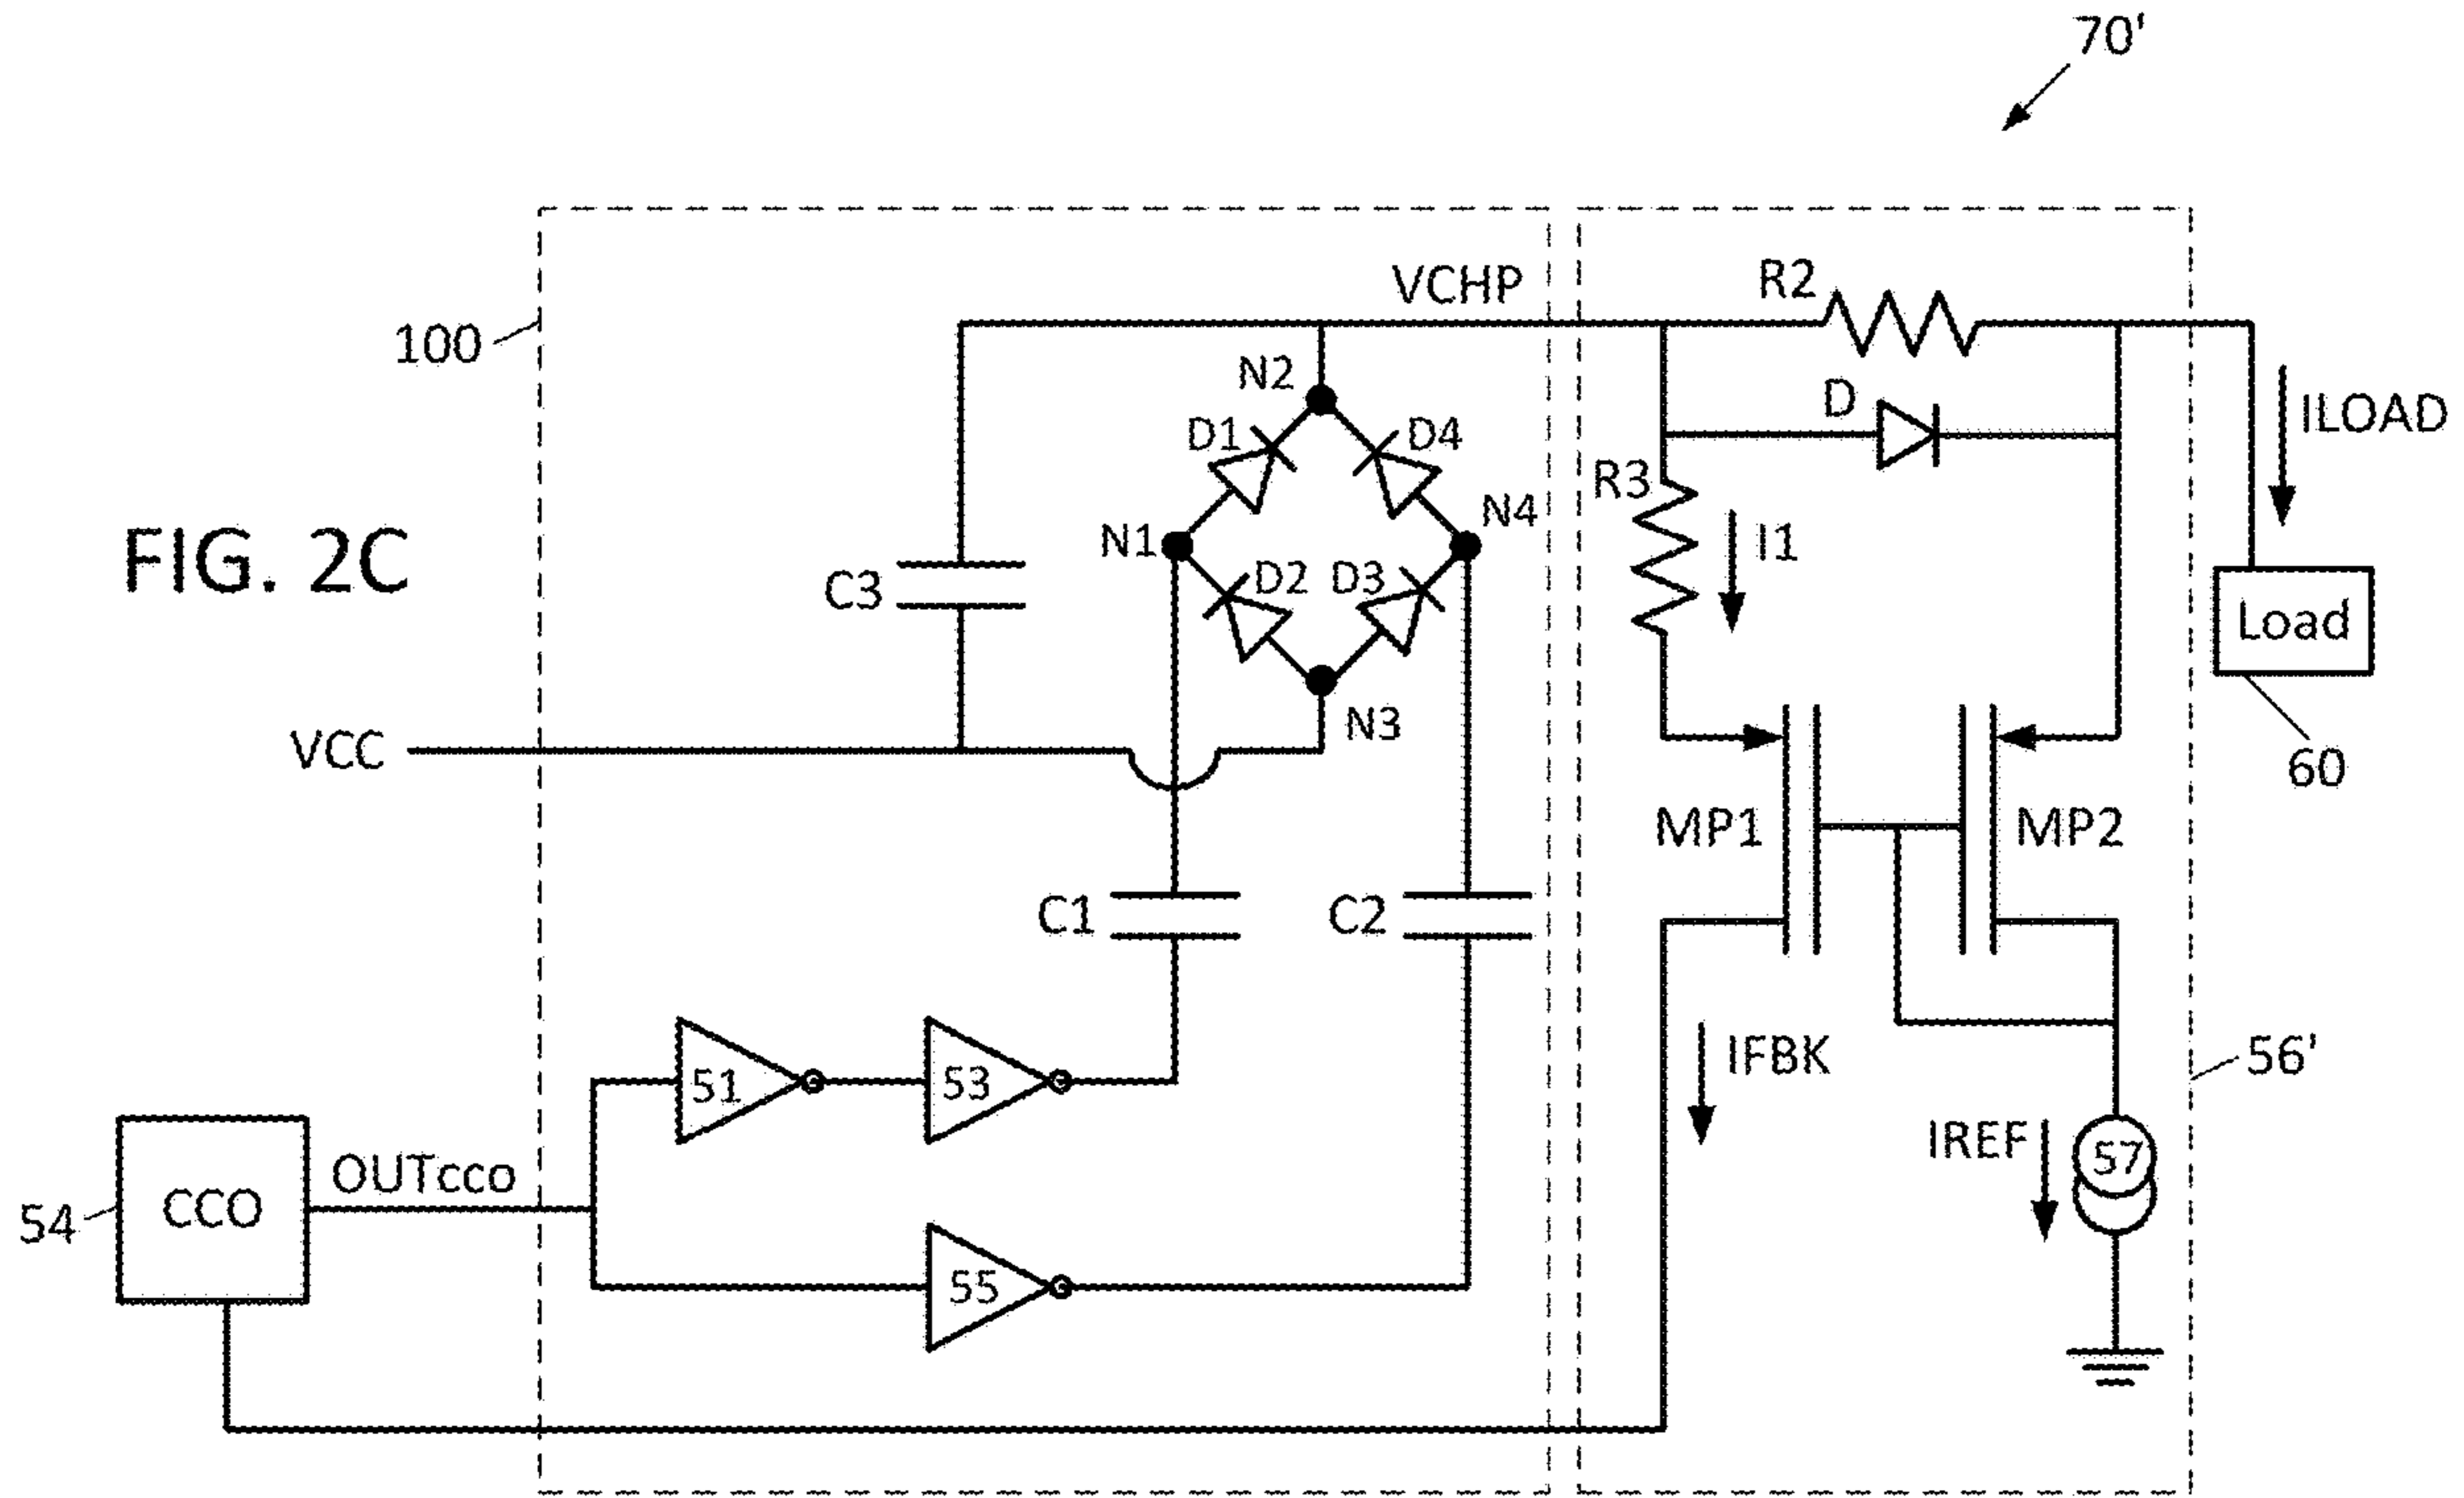 70'
100
VCHP
R2
N2
D
ILOAD
D1
D4
R3
N4
FIG. 2C
N1
I1
C3
D2
D3
Load
N3
VCC
60
MP1
MP2
C1
C2
IFBK
56'
51
53
IREF
57
OUTcco
54
CCO
55